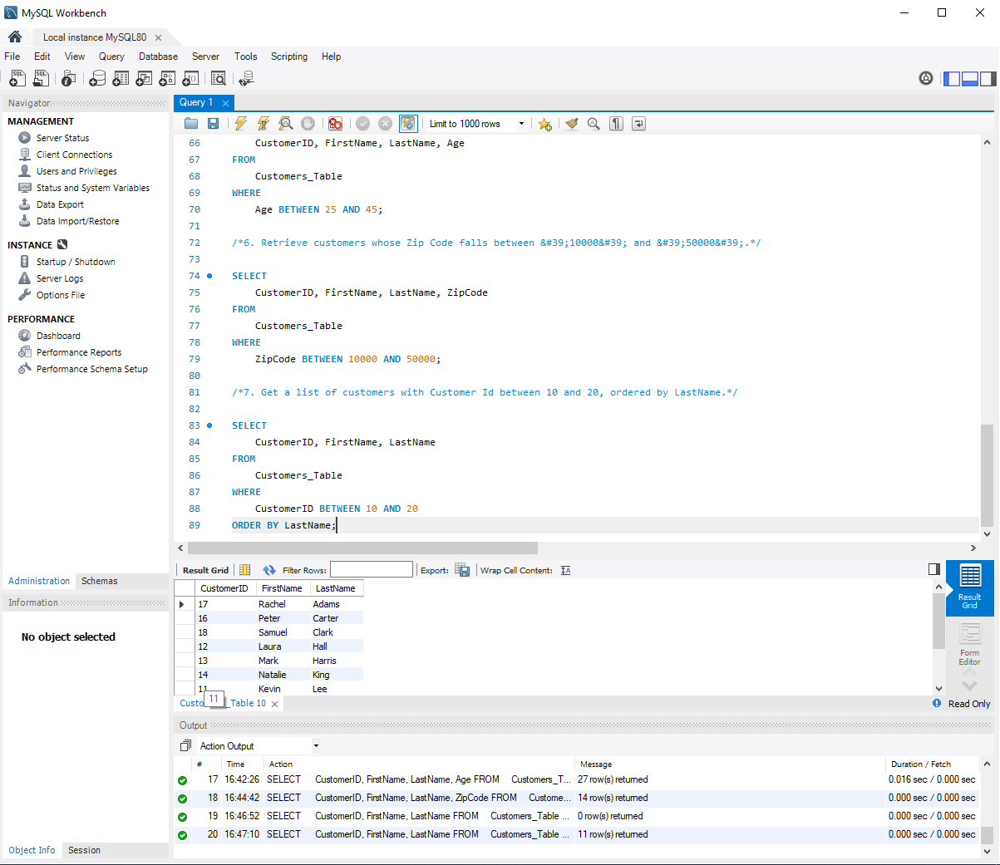 MySQL Workbench
Local instance MySQL80
File Edit View Query Database Server Tools Scripting Help
Navigator
MANAGEMENT
Server Status
Client Connections
Users and Privileges
Status and System Variables
Data Export
Data Import/Restore
INSTANCE
Startup / Shutdown
Server Logs
Options File
PERFORMANCE
Dashboard
Performance Reports
Performance Schema Setup
Administration Schemas
Information
No object selected
Object Info Session
Query 1
Limit to 1000 rows
66 CustomerID, FirstName, LastName, Age
67 FROM
68 Customers_Table
69 WHERE
70 Age BETWEEN 25 AND 45;
71
72 /*6. Retrieve customers whose Zip Code falls between &#39;10000&#39; and &#39;50000&#39;.*/
73
74 SELECT
75 CustomerID, FirstName, LastName, ZipCode
76 FROM
77 Customers_Table
78 WHERE
79 ZipCode BETWEEN 10000 AND 50000;
80
81 /*7. Get a list of customers with Customer Id between 10 and 20, ordered by LastName.*/
82
83 SELECT
84 CustomerID, FirstName, LastName
85 FROM
86 Customers_Table
87 WHERE
88 CustomerID BETWEEN 10 AND 20
89 ORDER BY LastName;
Result Grid Filter Rows: Export: Wrap Cell Content:
CustomerID FirstName LastName
17 Rachel Adams
16 Peter Carter
18 Samuel Clark
12 Laura Hall
13 Mark Harris
14 Natalie King
11 Kevin Lee
11
Custo _Table 10
Result
Grid
Form
Editor
Read Only
Output
Action Output
# Time Action Message Duration / Fetch
17 16:42:26 SELECT CustomerID, FirstName, LastName, Age FROM Customers_T... 27 row(s) returned 0.016 sec / 0.000 sec
18 16:44:42 SELECT CustomerID, FirstName, LastName, ZipCode FROM Custome... 14 row(s) returned 0.000 sec / 0.000 sec
19 16:46:52 SELECT CustomerID, FirstName, LastName FROM Customers_Table ... 0 row(s) returned 0.000 sec / 0.000 sec
20 16:47:10 SELECT CustomerID, FirstName, LastName FROM Customers_Table ... 11 row(s) returned 0.000 sec / 0.000 sec